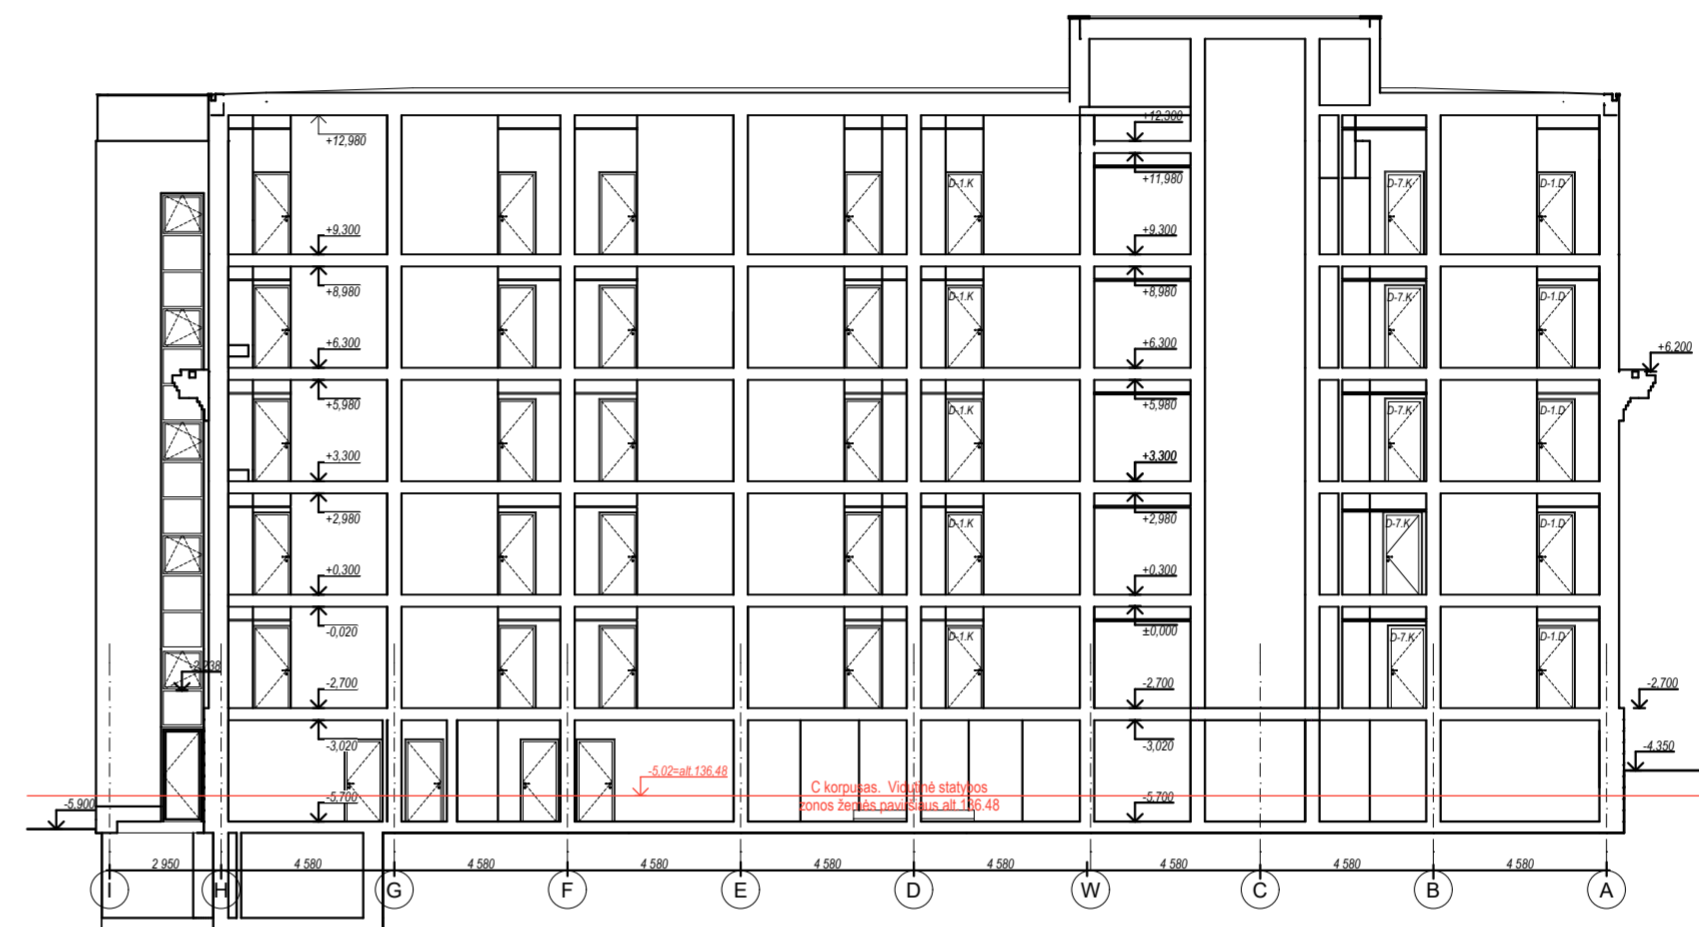 +12,300
+12,980
+11,980
D-1.K
D-7.K
D-1.D
+9,300
+9,300
+8,980
+8,980
D-1.K
D-7.K
D-1.D
+6,300
+6,300
+6,200
+5,980
+5,980
D-1.K
D-7.K
D-1.D
+3,300
+3,300
+2,980
+2,980
D-1.K
D-7.K
D-1.D
+0,300
+0,300
-0,020
±0,000
D-1.K
D-7.K
D-1.D
-2,238
-2,700
-2,700
-2,700
-3,020
-3,020
-4,350
-5,02=alt.136.48
C korpusas. Vidutinė statybos
zonos žemės paviršiaus alt.136.48
-5,900
-5,700
-5,700
2 950
4 580
4 580
4 580
4 580
4 580
4 580
4 580
4 580
I
H
G
F
E
D
W
C
B
A